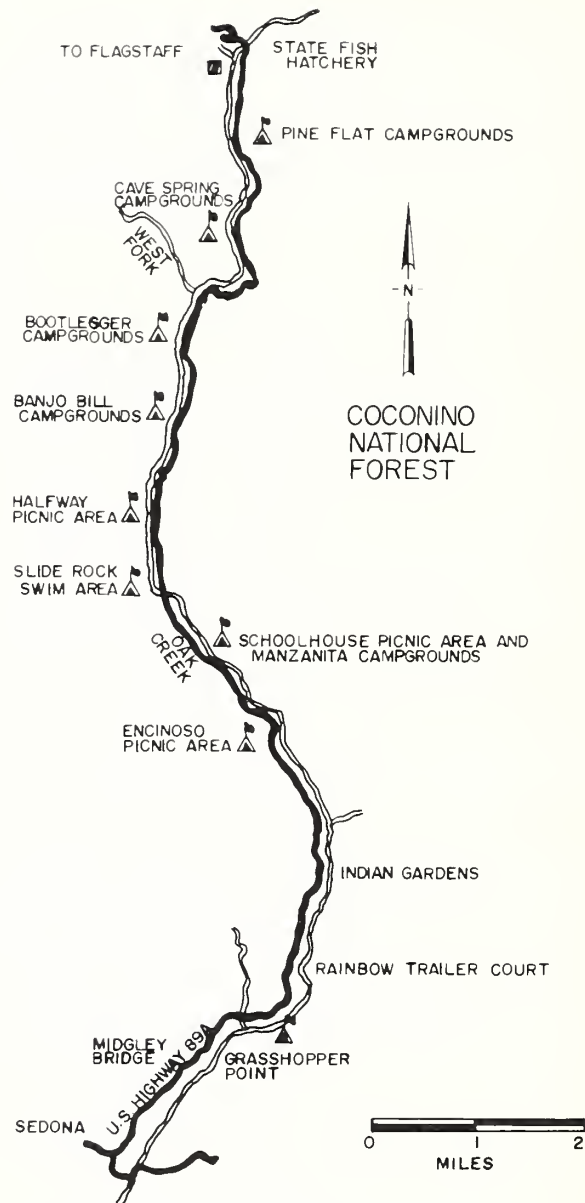 TO FLAGSTAFF
STATE FISH
HATCHERY
PINE FLAT CAMPGROUNDS
CAVE SPRING
CAMPGROUNDS
WEST
FORK
N
BOOTLEGGER
CAMPGROUNDS
BANJO BILL
CAMPGROUNDS
COCONINO
NATIONAL
FOREST
HALFWAY
PICNIC AREA
SLIDE ROCK
SWIM AREA
OAK
CREEK
SCHOOLHOUSE PICNIC AREA AND
MANZANITA CAMPGROUNDS
ENCINOSO
PICNIC AREA
INDIAN GARDENS
RAINBOW TRAILER COURT
MIDGLEY
BRIDGE
U.S. HIGHWAY 89A
GRASSHOPPER
POINT
SEDONA
0 1 2
MILES